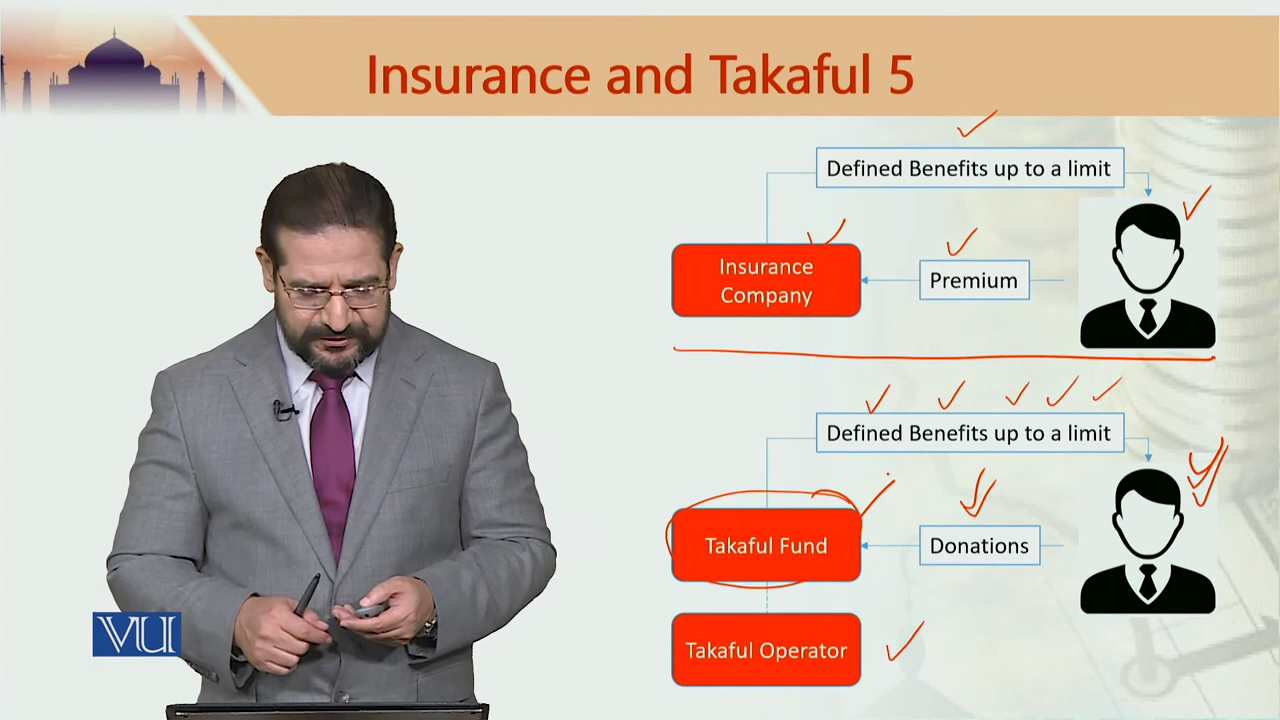 Insurance and Takaful 5
Defined Benefits up to a limit
Insurance
Company
Premium
Defined Benefits up to a limit
Takaful Fund
Donations
Takaful Operator
VU